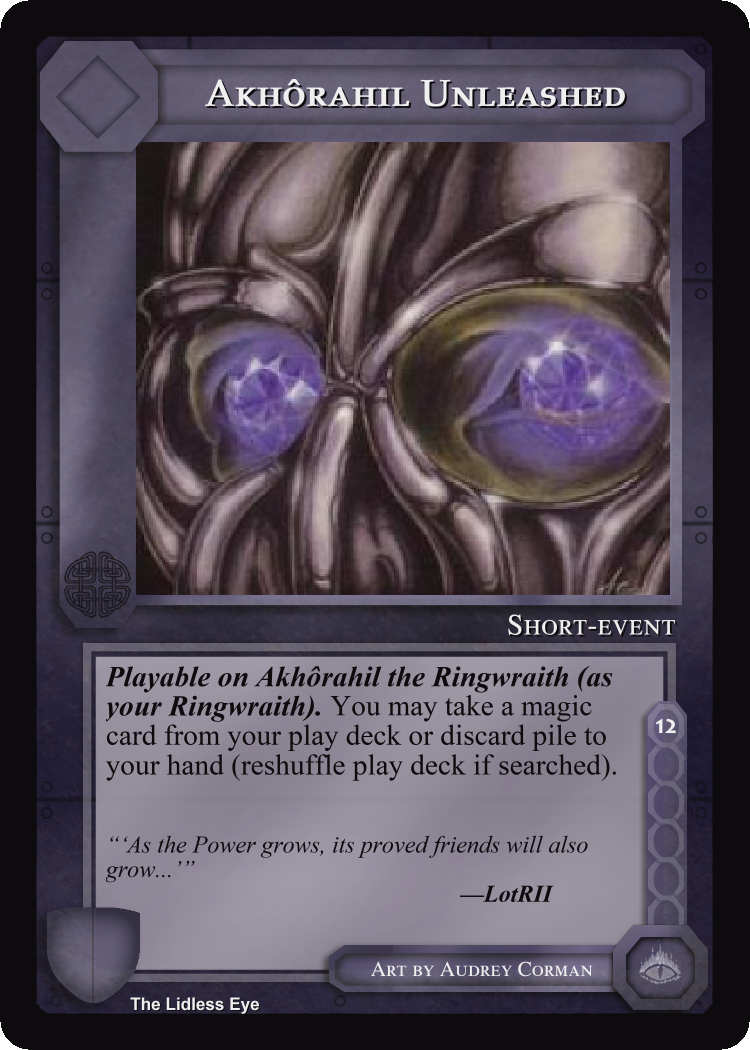 Akhôrahil Unleashed
Short-event
Playable on Akhôrahil the Ringwraith (as
your Ringwraith). You may take a magic
card from your play deck or discard pile to
your hand (reshuffle play deck if searched).
12
“‘As the Power grows, its proved friends will also
grow...’”
—LotRII
Art by Audrey Corman
The Lidless Eye